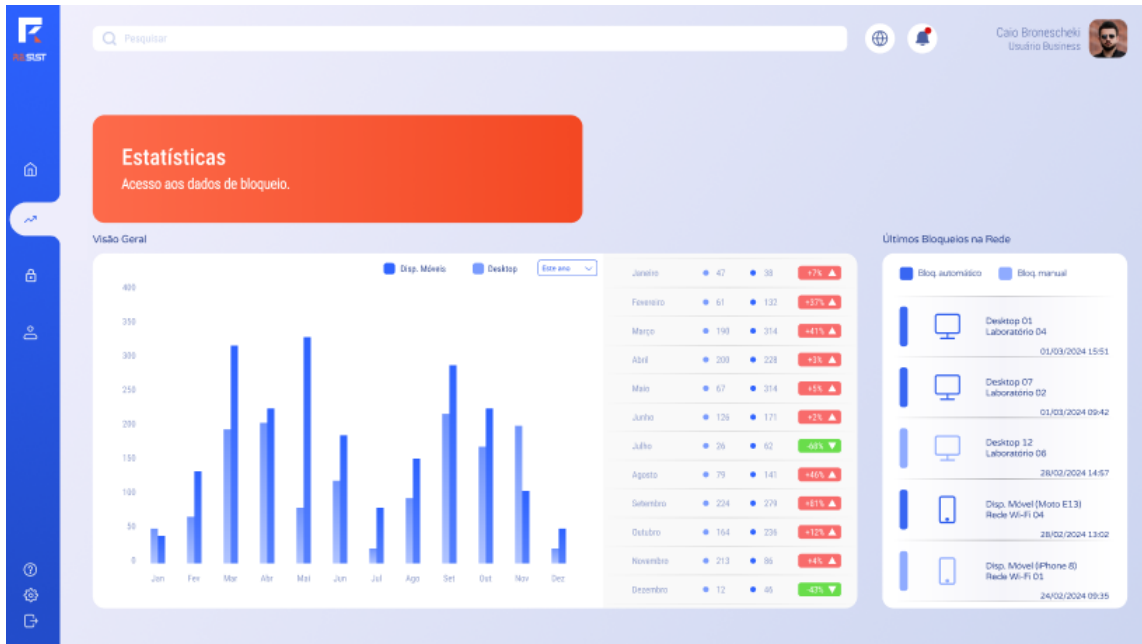 RE.SIST
Pesquisar
Caio Bronescheki
Usuário Business
Estatísticas
Acesso aos dados de bloqueio.
Visão Geral
Disp. Móveis
Desktop
Este ano
400
350
300
250
200
150
100
50
0
Jan Fev Mar Abr Mai Jun Jul Ago Set Out Nov Dez
Janeiro 47 38 +7%
Fevereiro 61 132 +37%
Março 190 314 +41%
Abril 200 228 +3%
Maio 67 314 +5%
Junho 126 171 +2%
Julho 26 62 -60%
Agosto 79 141 +46%
Setembro 224 279 +81%
Outubro 164 236 +12%
Novembro 213 86 +4%
Dezembro 12 46 -43%
Últimos Bloqueios na Rede
Bloq. automático
Bloq. manual
Desktop 01
Laboratório 04
01/03/2024 15:51
Desktop 07
Laboratório 02
01/03/2024 09:42
Desktop 12
Laboratório 06
28/02/2024 14:57
Disp. Móvel (Moto E13)
Rede Wi-Fi 04
28/02/2024 13:02
Disp. Móvel (iPhone 8)
Rede Wi-Fi 01
24/02/2024 09:35